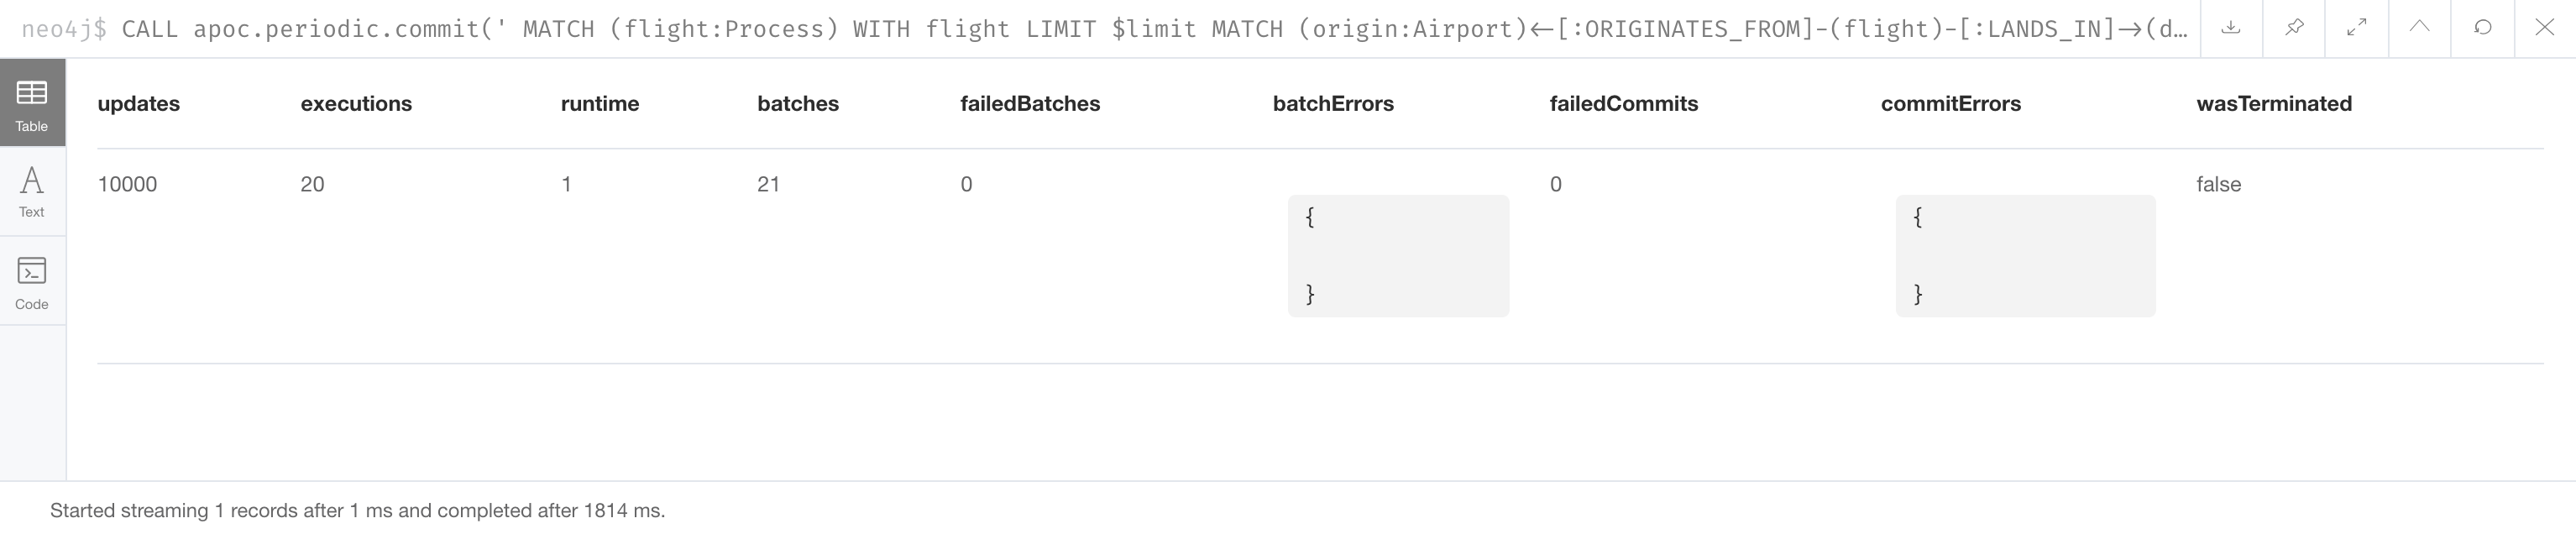 neo4j$ CALL apoc.periodic.commit(' MATCH (flight:Process) WITH flight LIMIT $limit MATCH (origin:Airport)<-[:ORIGINATES_FROM]-(flight)-[:LANDS_IN]->(d…
Table
Text
Code
updates executions runtime batches failedBatches batchErrors failedCommits commitErrors wasTerminated
10000 20 1 21 0 0 false
{ {
} }
Started streaming 1 records after 1 ms and completed after 1814 ms.